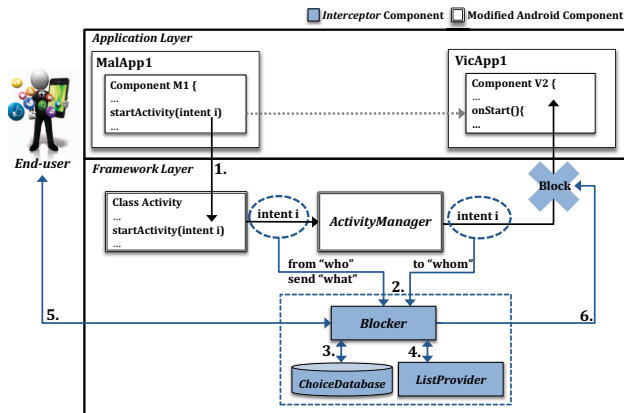 Interceptor Component
Modified Android Component
Application Layer
MalApp1
Component M1 {
…
startActivity(intent i)
…
VicApp1
Component V2 {
…
onStart(){
…
End-user
Framework Layer
1.
Class Activity
…
startActivity(intent i)
…
intent i
ActivityManager
intent i
Block
from “who”
send “what”
to “whom”
2.
5.
Blocker
6.
3.
4.
ChoiceDatabase
ListProvider